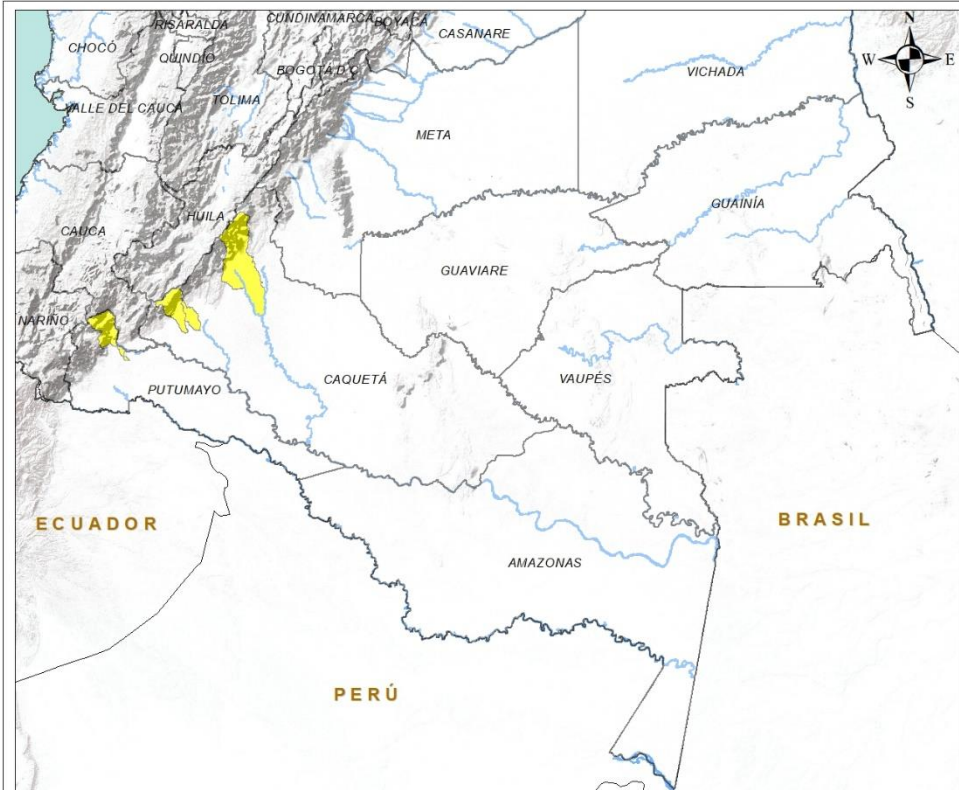 RISARALDA
CUNDINAMARCA
BOYACÁ
CASANARE
N
CHOCÓ
QUINDÍO
BOGOTÁ D.C.
VICHADA
W
E
S
VALLE DEL CAUCA
TOLIMA
META
HUILA
GUAINÍA
CAUCA
GUAVIARE
NARIÑO
PUTUMAYO
CAQUETÁ
VAUPÉS
ECUADOR
BRASIL
AMAZONAS
PERÚ